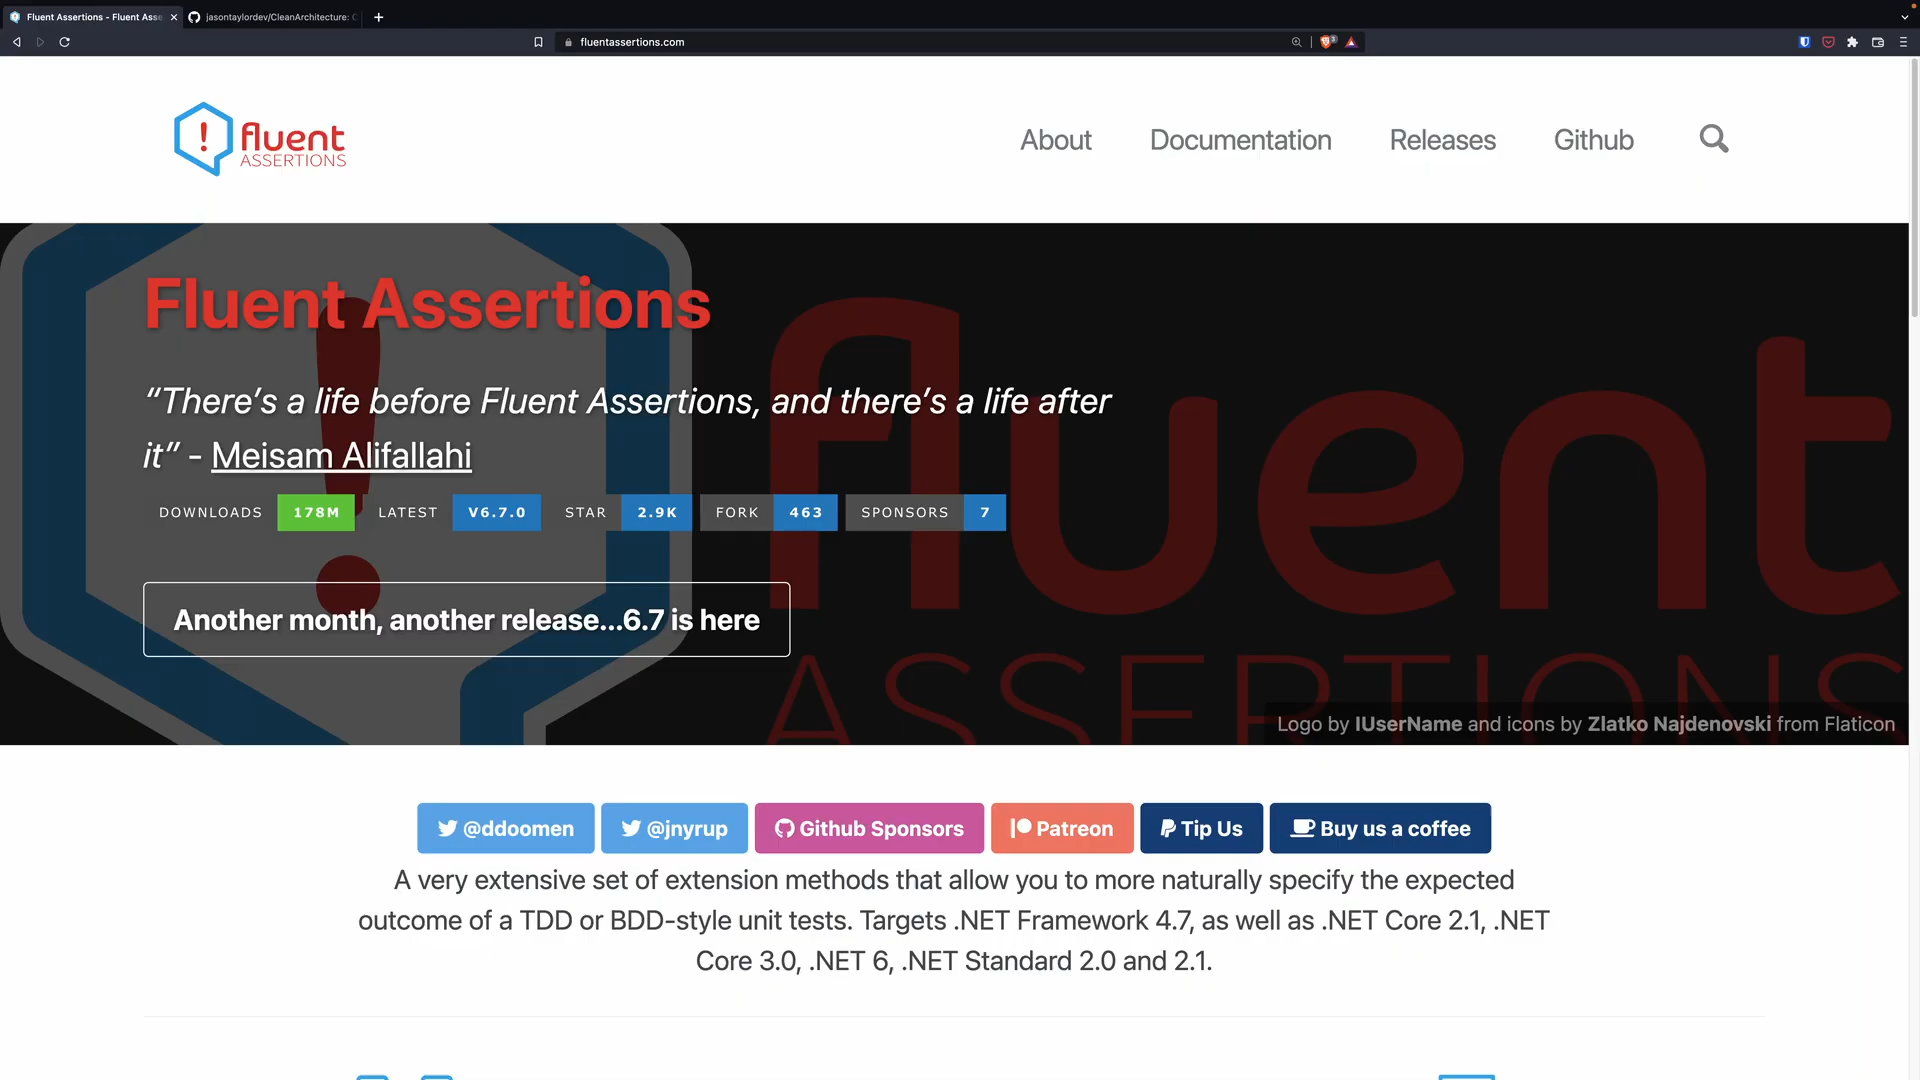 Fluent Assertions - Fluent Asse
jasontaylordev/CleanArchitecture: C
fluentassertions.com
3
! fluent
ASSERTIONS
About
Documentation
Releases
Github
Fluent Assertions
“There’s a life before Fluent Assertions, and there’s a life after
it” - Meisam Alifallahi
DOWNLOADS 178M LATEST V6.7.0 STAR 2.9K FORK 463 SPONSORS 7
Another month, another release...6.7 is here
! fluent
ASSERTIONS
Logo by IUserName and icons by Zlatko Najdenovski from Flaticon
@ddoomen @jnyrup Github Sponsors Patreon Tip Us Buy us a coffee
A very extensive set of extension methods that allow you to more naturally specify the expected
outcome of a TDD or BDD-style unit tests. Targets .NET Framework 4.7, as well as .NET Core 2.1, .NET
Core 3.0, .NET 6, .NET Standard 2.0 and 2.1.